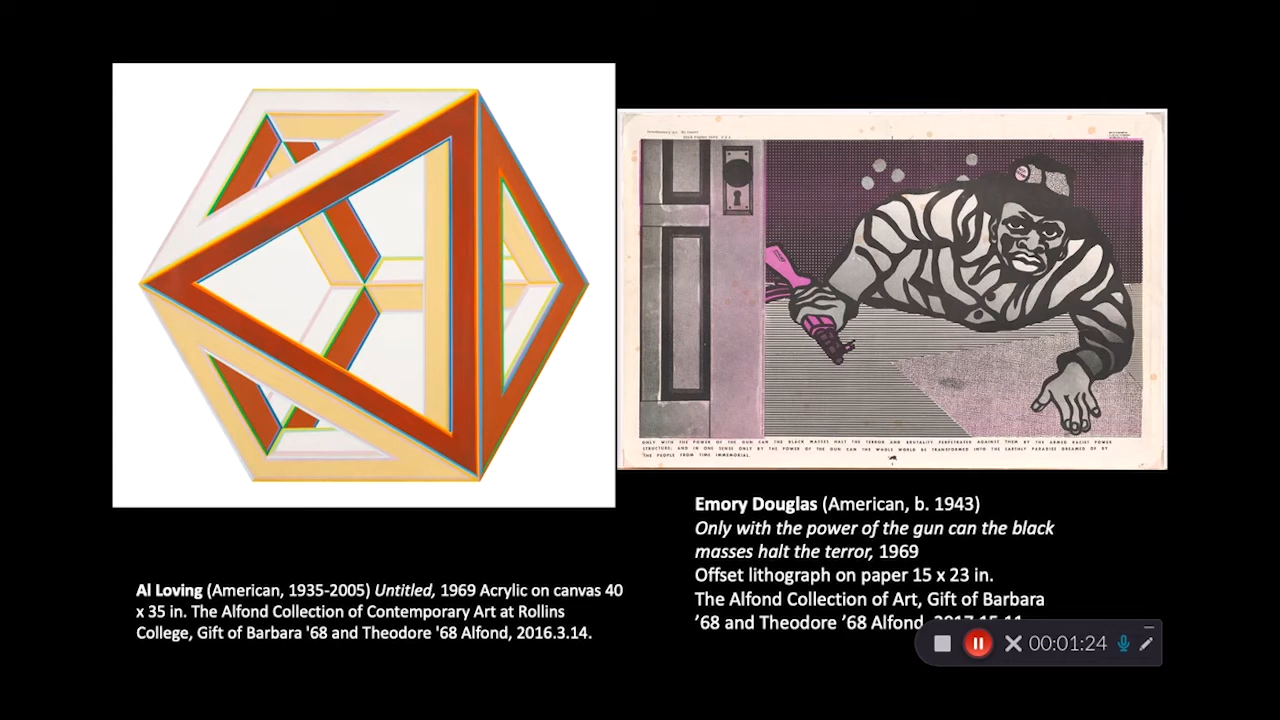 ONLY WITH THE POWER OF THE GUN CAN THE BLACK MASSES HALT THE TERROR AND BRUTALITY PERPETRATED AGAINST THEM BY THE ARMED RACIST POWER
STRUCTURE; AND IN ONE SENSE ONLY BY THE POWER OF THE GUN CAN THE WHOLE WORLD BE TRANSFORMED INTO THE EARTHLY PARADISE DREAMED OF BY
THE PEOPLE FROM TIME IMMEMORIAL.
Al Loving (American, 1935-2005) Untitled, 1969 Acrylic on canvas 40
x 35 in. The Alfond Collection of Contemporary Art at Rollins
College, Gift of Barbara '68 and Theodore '68 Alfond, 2016.3.14.
Emory Douglas (American, b. 1943)
Only with the power of the gun can the black
masses halt the terror, 1969
Offset lithograph on paper 15 x 23 in.
The Alfond Collection of Art, Gift of Barbara
’68 and Theodore ’68 Alfond,
00:01:24